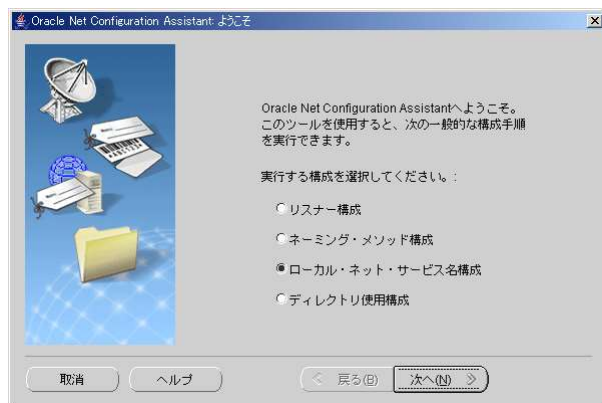 Oracle Net Configuration Assistant: ようこそ
Oracle Net Configuration Assistantへようこそ。
このツールを使用すると、次の一般的な構成手順
を実行できます。
実行する構成を選択してください。:
リスナー構成
ネーミング・メソッド構成
ローカル・ネット・サービス名構成
ディレクトリ使用構成
取消
ヘルプ
戻る(B)
次へ(N)